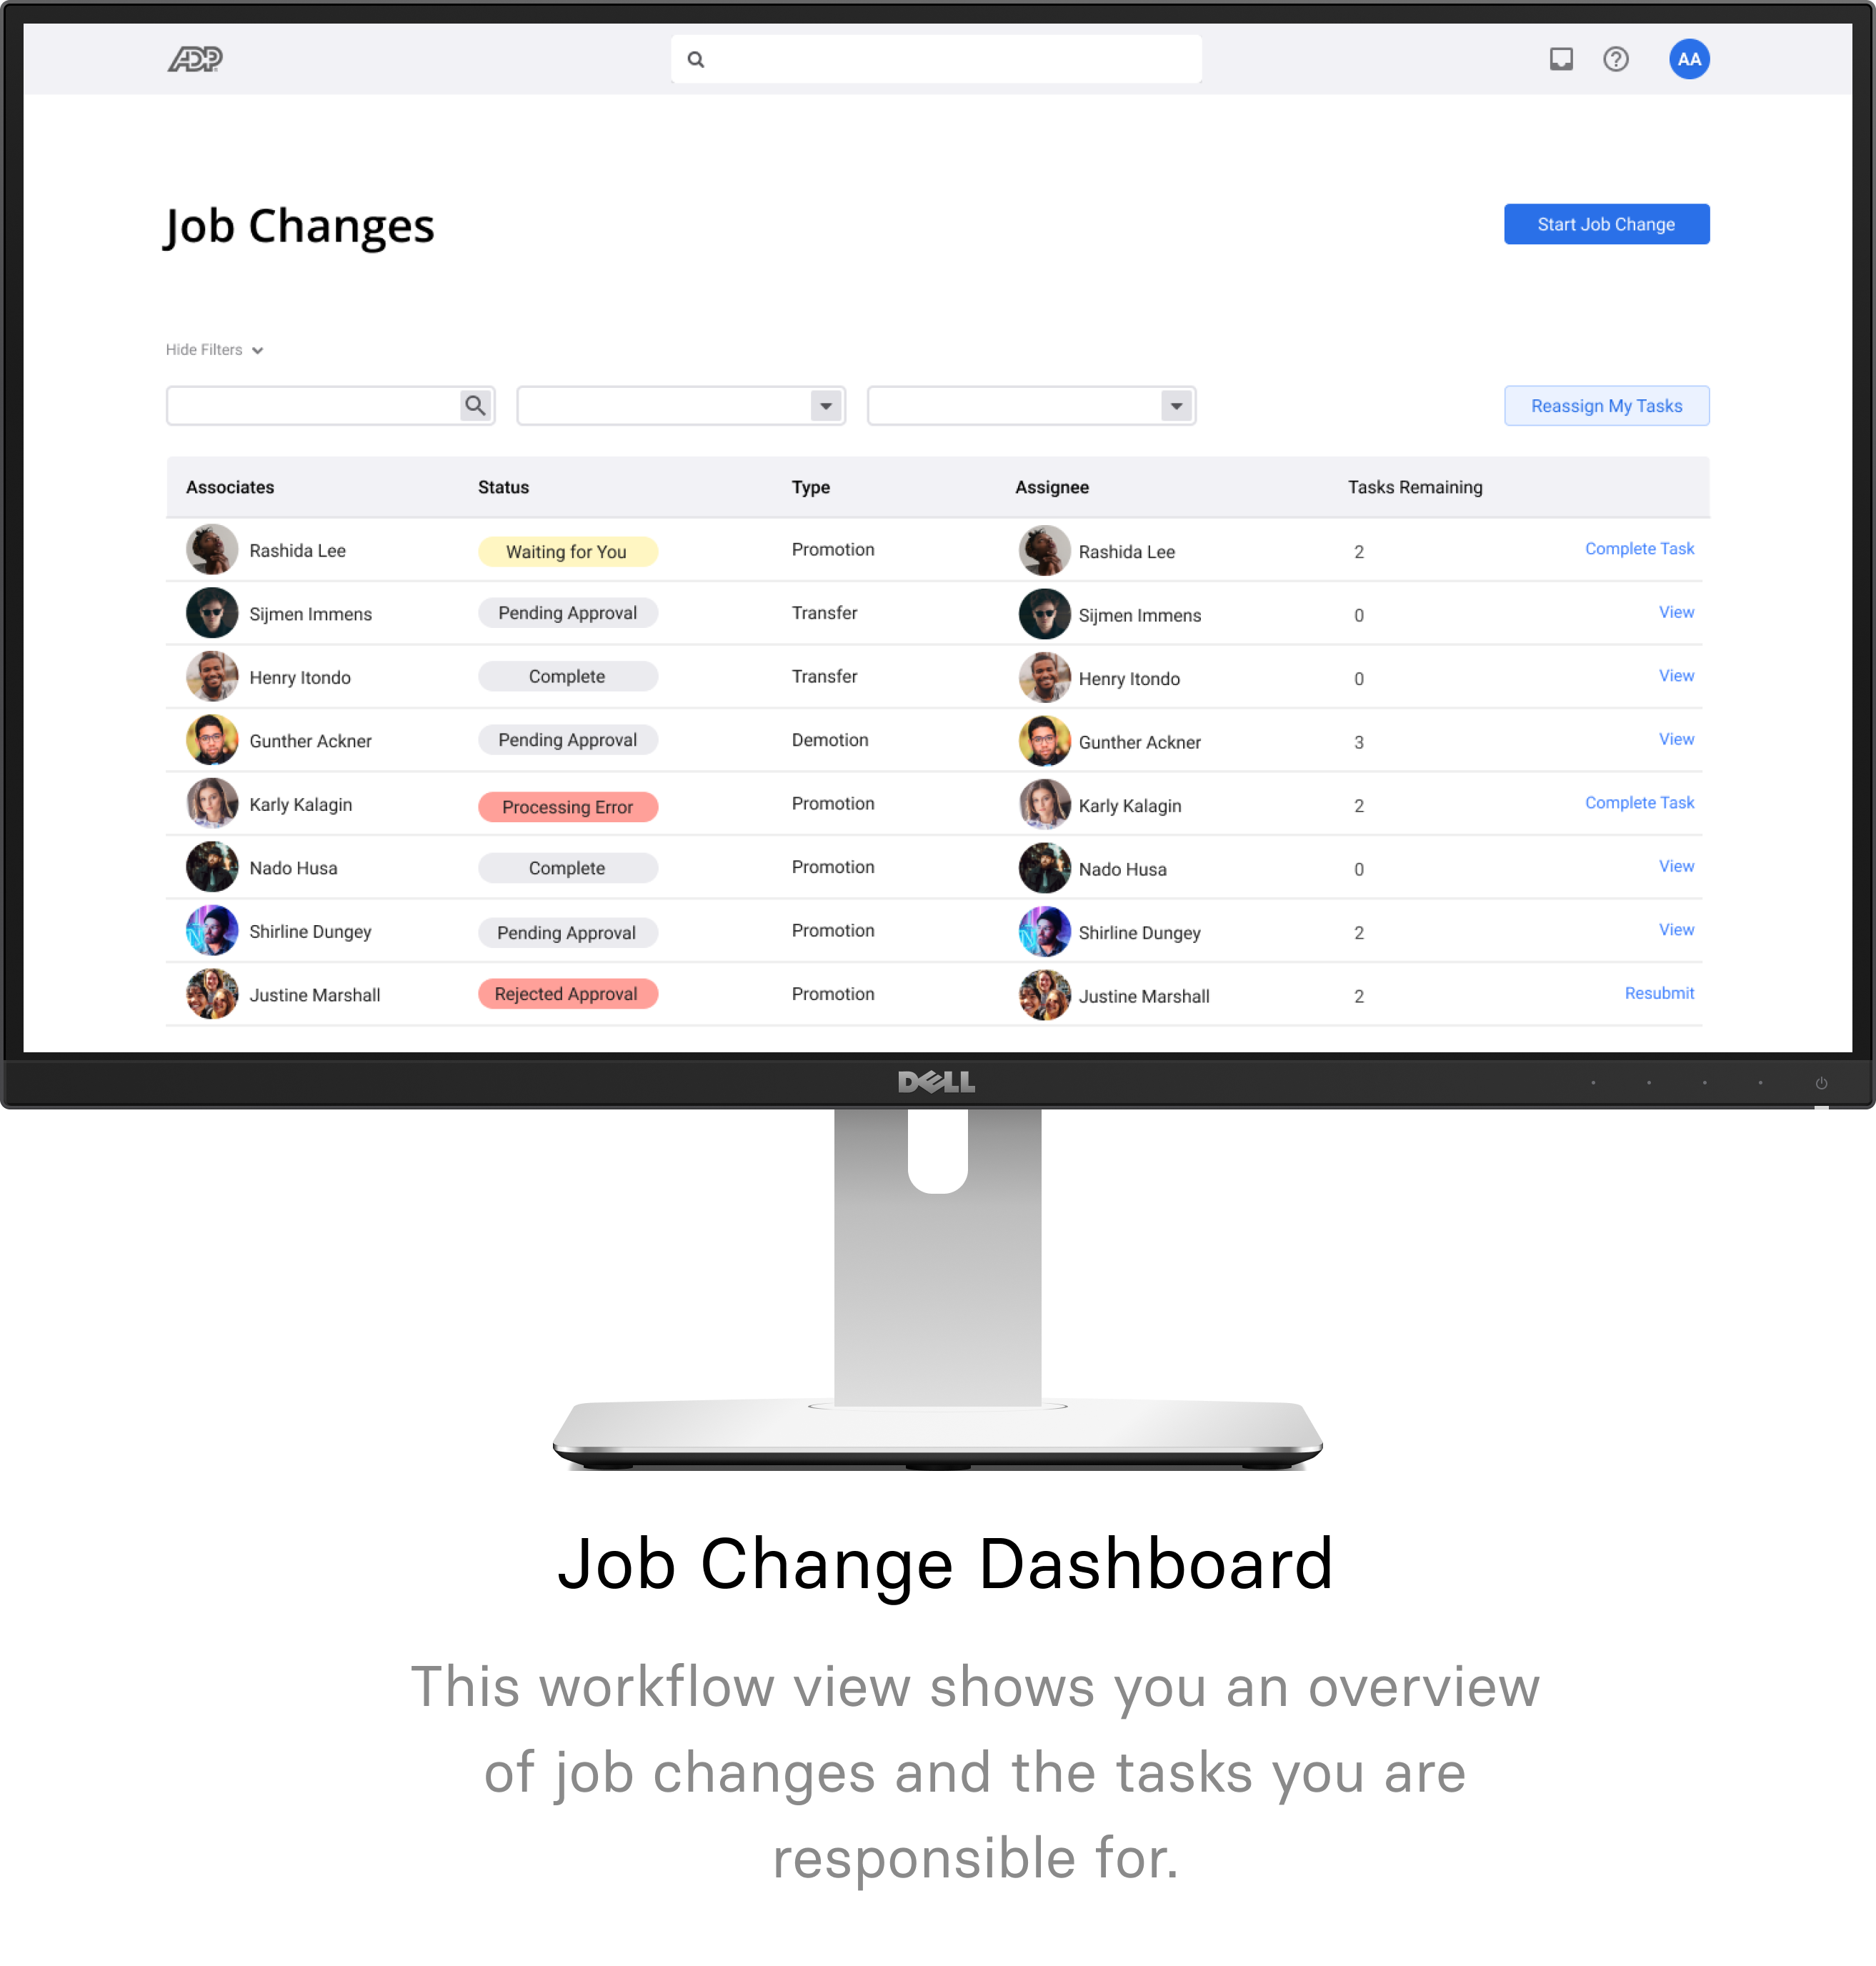 ADP
AA
Job Changes
Start Job Change
Hide Filters
Reassign My Tasks
Associates Status Type Assignee Tasks Remaining
Rashida Lee Waiting for You Promotion Rashida Lee 2 Complete Task
Sijmen Immens Pending Approval Transfer Sijmen Immens 0 View
Henry Itondo Complete Transfer Henry Itondo 0 View
Gunther Ackner Pending Approval Demotion Gunther Ackner 3 View
Karly Kalagin Processing Error Promotion Karly Kalagin 2 Complete Task
Nado Husa Complete Promotion Nado Husa 0 View
Shirline Dungey Pending Approval Promotion Shirline Dungey 2 View
Justine Marshall Rejected Approval Promotion Justine Marshall 2 Resubmit
DELL
Job Change Dashboard
This workflow view shows you an overview
of job changes and the tasks you are
responsible for.